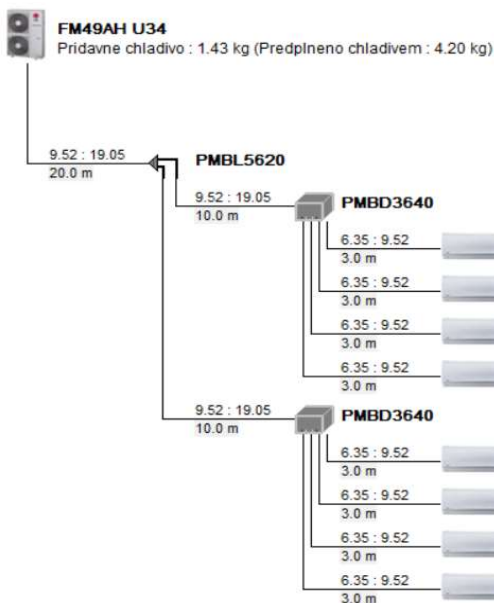 FM49AH U34
Pridavne chladivo : 1.43 kg (Predplneno chladivem : 4.20 kg)
9.52 : 19.05
20.0 m
PMBL5620
9.52 : 19.05
10.0 m
PMBD3640
6.35 : 9.52
3.0 m
6.35 : 9.52
3.0 m
6.35 : 9.52
3.0 m
6.35 : 9.52
3.0 m
9.52 : 19.05
10.0 m
PMBD3640
6.35 : 9.52
3.0 m
6.35 : 9.52
3.0 m
6.35 : 9.52
3.0 m
6.35 : 9.52
3.0 m